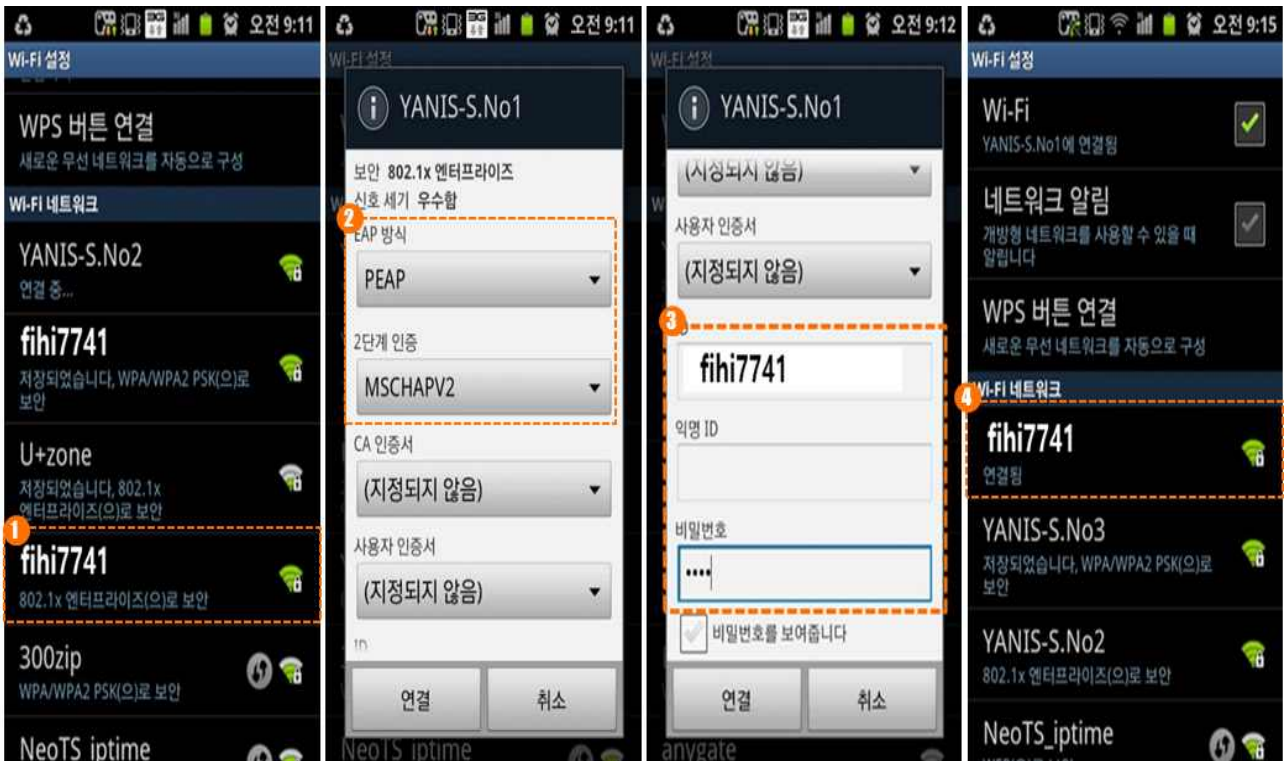 오전 9:11
Wi-Fi 설정
WPS 버튼 연결
새로운 무선 네트워크를 자동으로 구성
Wi-Fi 네트워크
YANIS-S.No2
연결 중...
fihi7741
저장되었습니다, WPA/WPA2 PSK(으)로
보안
U+zone
저장되었습니다, 802.1x
엔터프라이즈(으)로 보안
1
fihi7741
802.1x 엔터프라이즈(으)로 보안
300zip
WPA/WPA2 PSK(으)로 보안
NeoTS_iptime
오전 9:11
Wi-Fi 설정
YANIS-S.No1
보안 802.1x 엔터프라이즈
신호 세기 우수함
2
EAP 방식
PEAP
2단계 인증
MSCHAPV2
CA 인증서
(지정되지 않음)
사용자 인증서
(지정되지 않음)
ID
연결 취소
NeoTS_iptime
오전 9:12
Wi-Fi 설정
YANIS-S.No1
(지정되지 않음)
사용자 인증서
(지정되지 않음)
3
fihi7741
익명 ID
비밀번호
••••
비밀번호를 보여줍니다
연결 취소
anygate
오전 9:15
Wi-Fi 설정
Wi-Fi
YANIS-S.No1에 연결됨
네트워크 알림
개방형 네트워크를 사용할 수 있을 때
알립니다
WPS 버튼 연결
새로운 무선 네트워크를 자동으로 구성
4
Wi-Fi 네트워크
fihi7741
연결됨
YANIS-S.No3
저장되었습니다, WPA/WPA2 PSK(으)로
보안
YANIS-S.No2
802.1x 엔터프라이즈(으)로 보안
NeoTS_iptime